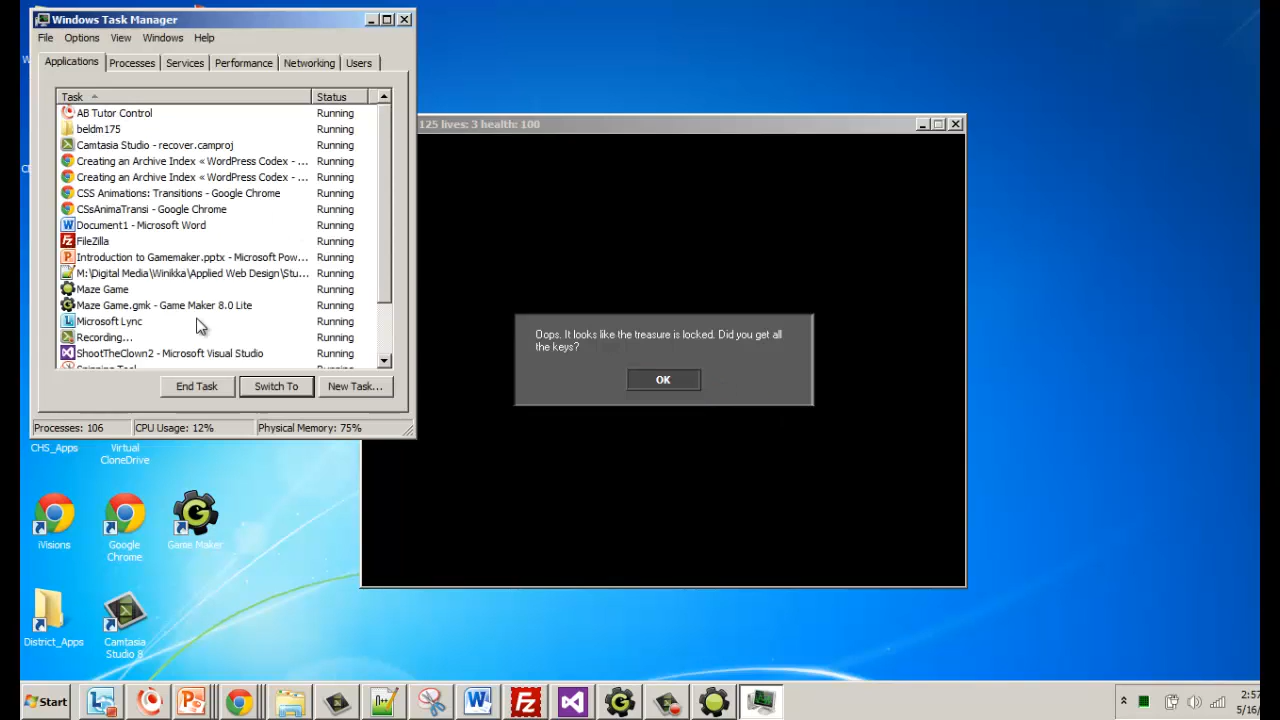 Windows Task Manager
File Options View Windows Help
Applications Processes Services Performance Networking Users
Task Status
AB Tutor Control Running
beldm175 Running
Camtasia Studio - recover.camproj Running
Creating an Archive Index « WordPress Codex - ... Running
Creating an Archive Index « WordPress Codex - ... Running
CSS Animations: Transitions - Google Chrome Running
CSsAnimaTransi - Google Chrome Running
Document1 - Microsoft Word Running
FileZilla Running
Introduction to Gamemaker.pptx - Microsoft Pow... Running
M:\Digital Media\Winikka\Applied Web Design\Stu... Running
Maze Game Running
Maze Game.gmk - Game Maker 8.0 Lite Running
Microsoft Lync Running
Recording... Running
ShootTheClown2 - Microsoft Visual Studio Running
End Task Switch To New Task...
Processes: 106 CPU Usage: 12% Physical Memory: 75%
125 lives: 3 health: 100
Oops. It looks like the treasure is locked. Did you get all
the keys?
OK
CHS_Apps
Virtual
CloneDrive
iVisions
Google
Chrome
Game Maker
District_Apps
Camtasia
Studio 8
Start
2:57
5/16/